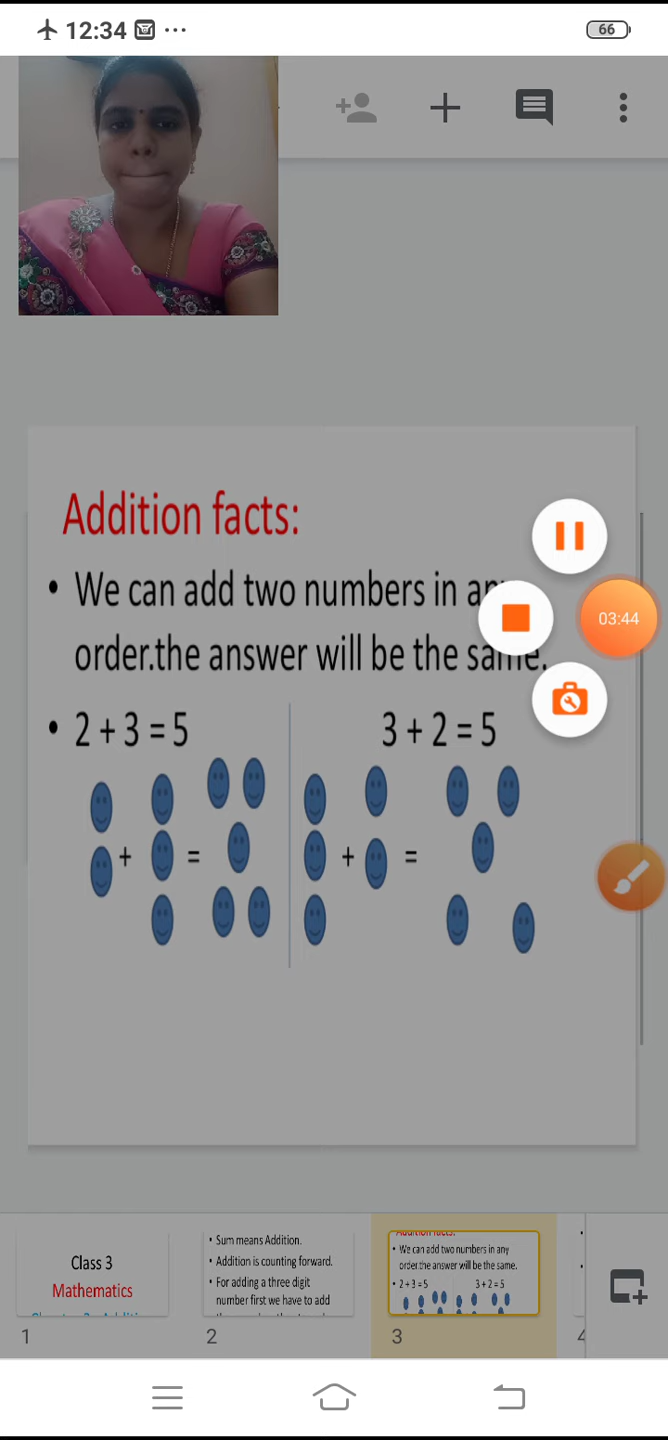 12:34
66
Addition facts:
• We can add two numbers in
order.the answer will be the same.
03:44
• 2 + 3 = 5 3 + 2 = 5
+ = + =
Class 3
Mathematics
• Sum means Addition.
• Addition is counting forward.
• For adding a three digit
number first we have to add
Addition facts:
• We can add two numbers in any
order.the answer will be the same.
• 2 + 3 = 5 3 + 2 = 5
1
2
3
4